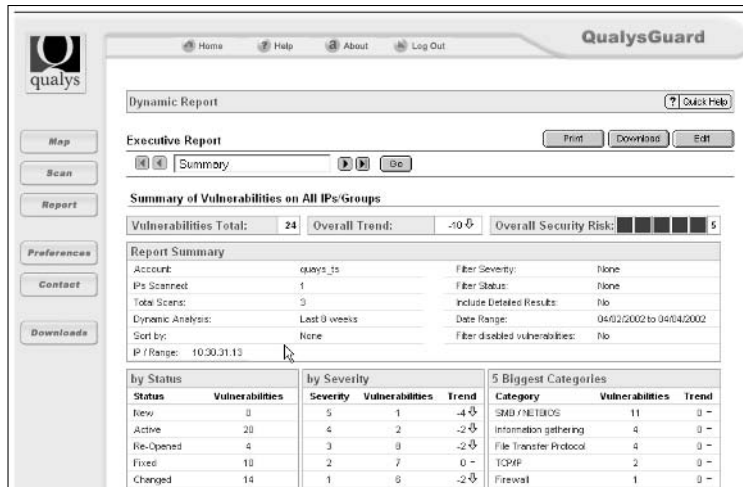 qualys
Home
? Help
a About
Log Out
QualysGuard
Dynamic Report
? Quick Help
Map
Scan
Report
Preferences
Contact
Downloads
Executive Report
Print
Download
Edit
Summary
Go
Summary of Vulnerabilities on All IPs/Groups
Vulnerabilities Total: 24 Overall Trend: -10 Overall Security Risk: 5
Report Summary
Account: quays_ts Filter Severity: None
IPs Scanned: 1 Filter Status: None
Total Scans: 3 Include Detailed Results: No
Dynamic Analysis: Last 8 weeks Date Range: 04/02/2002 to 04/04/2002
Sort by: None Filter disabled vulnerabilities: No
IP / Range: 10.30.31.13
by Status
Status Vulnerabilities
New 0
Active 20
Re-Opened 4
Fixed 10
Changed 14
by Severity
Severity Vulnerabilities Trend
5 1 -4
4 2 -2
3 8 -2
2 7 0 -
1 6 -2
5 Biggest Categories
Category Vulnerabilities Trend
SMB / NETBIOS 11 0 -
Information gathering 4 0 -
File Transfer Protocol 4 0 -
TCP/IP 2 0 -
Firewall 1 0 -